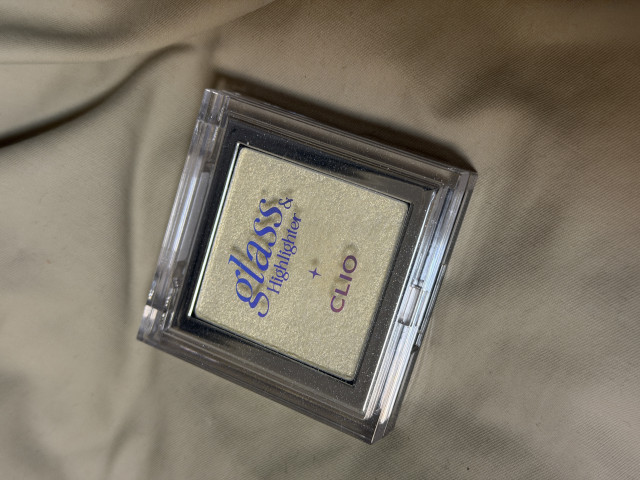 glass &
Highlighter
+
CLIO